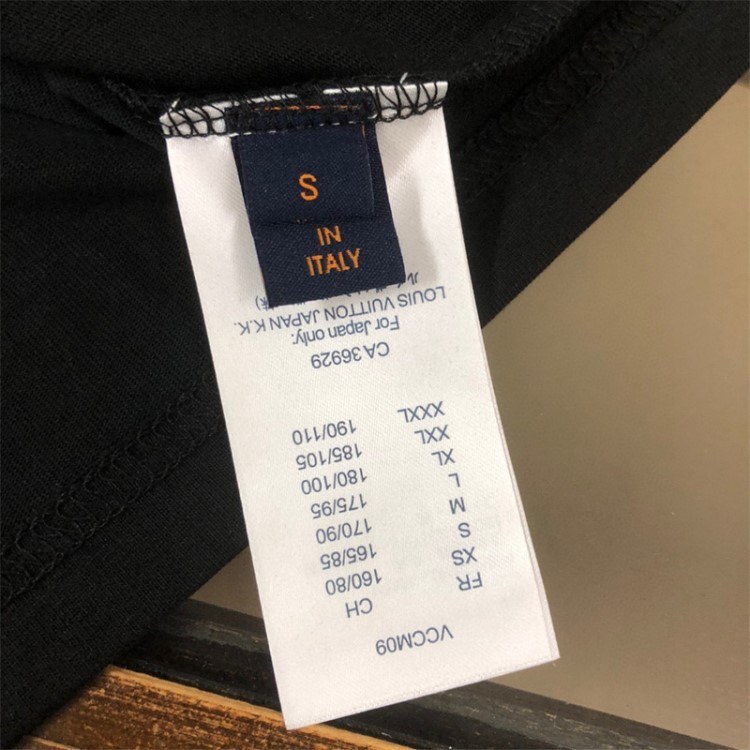 S
IN
ITALY
VCCM09
FR CH
XS 160/80
S 165/85
M 170/90
L 175/95
XL 180/100
XXL 185/105
XXXL 190/110
CA 36929
For Japan only:
LOUIS VUITTON JAPAN K.K.